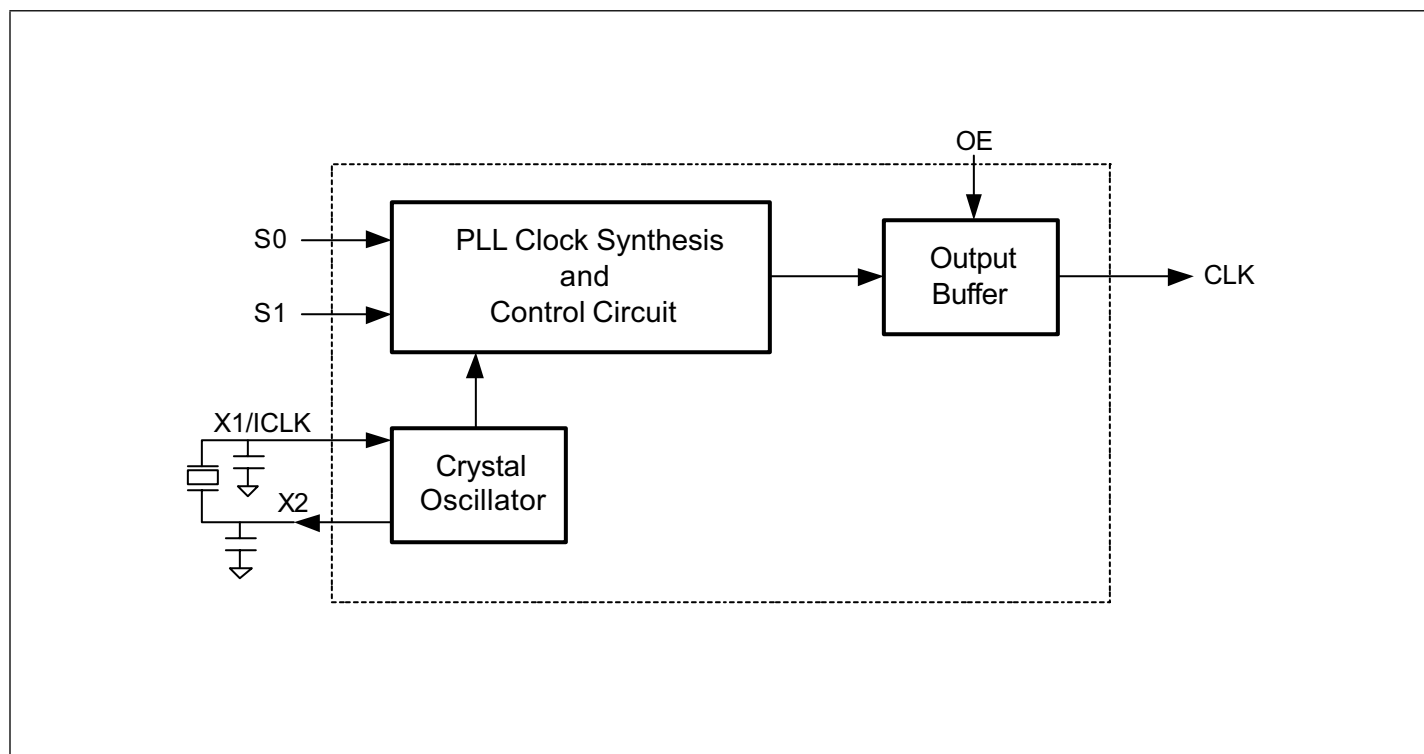 OE
S0
S1
PLL Clock Synthesis
and
Control Circuit
Output
Buffer
CLK
X1/ICLK
X2
Crystal
Oscillator